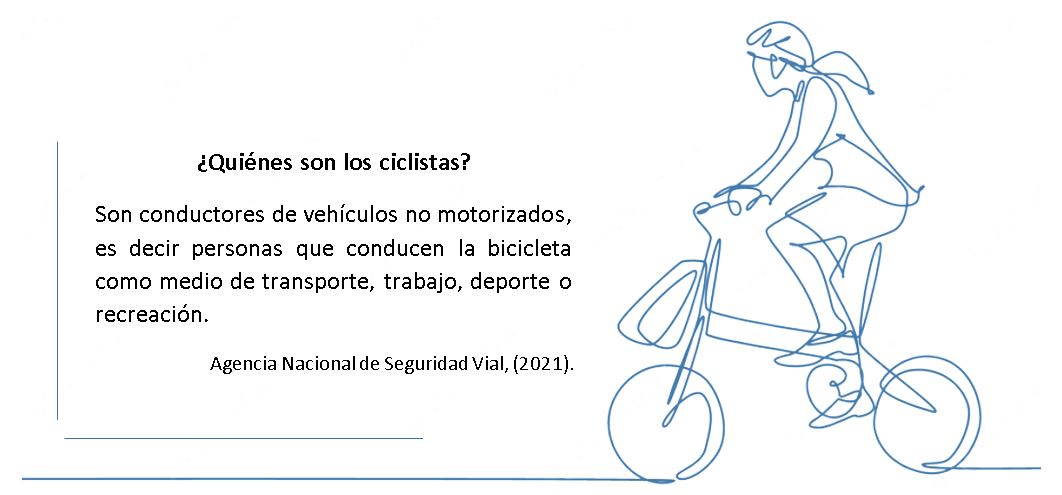 ¿Quiénes son los ciclistas?
Son conductores de vehículos no motorizados,
es decir personas que conducen la bicicleta
como medio de transporte, trabajo, deporte o
recreación.
Agencia Nacional de Seguridad Vial, (2021).